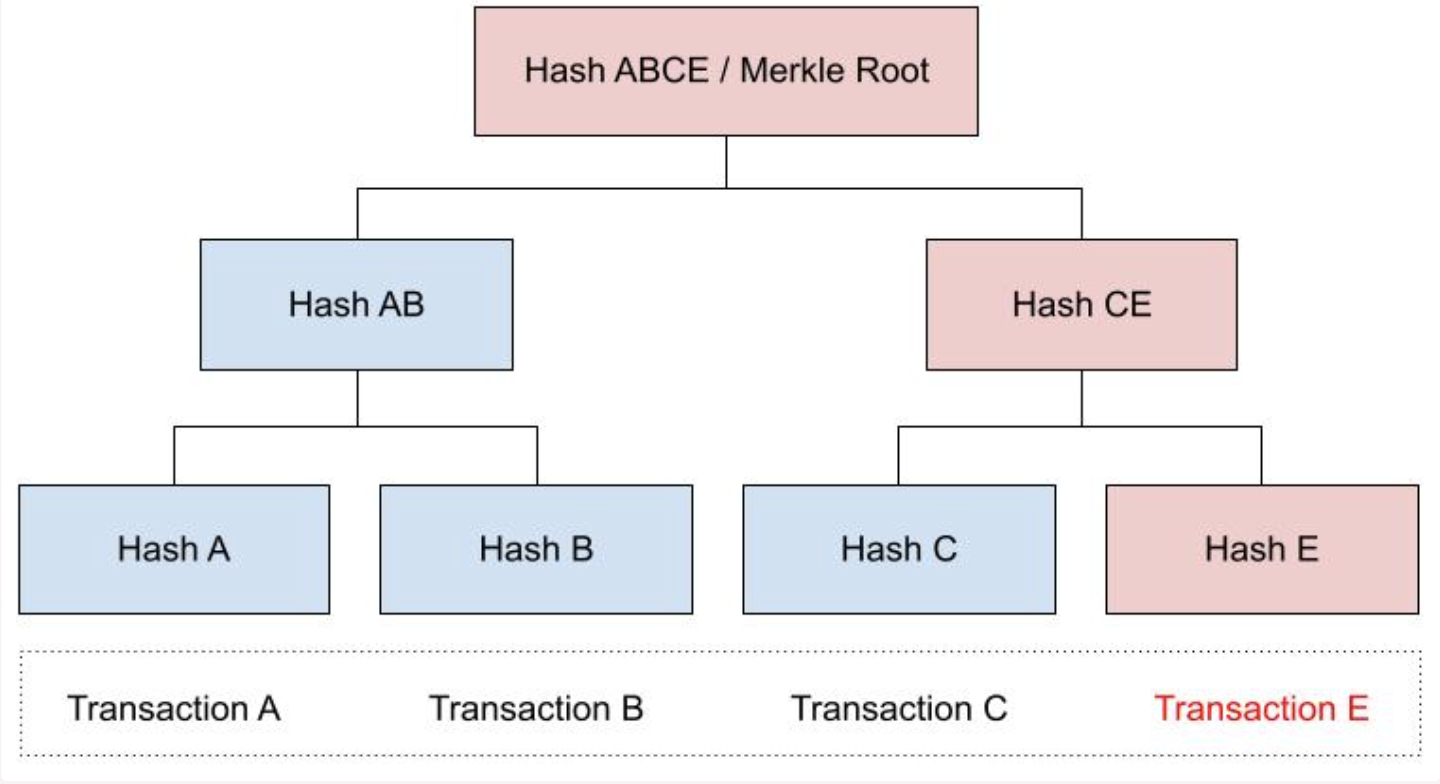 Hash ABCE / Merkle Root
Hash AB
Hash CE
Hash A
Hash B
Hash C
Hash E
Transaction A
Transaction B
Transaction C
Transaction E